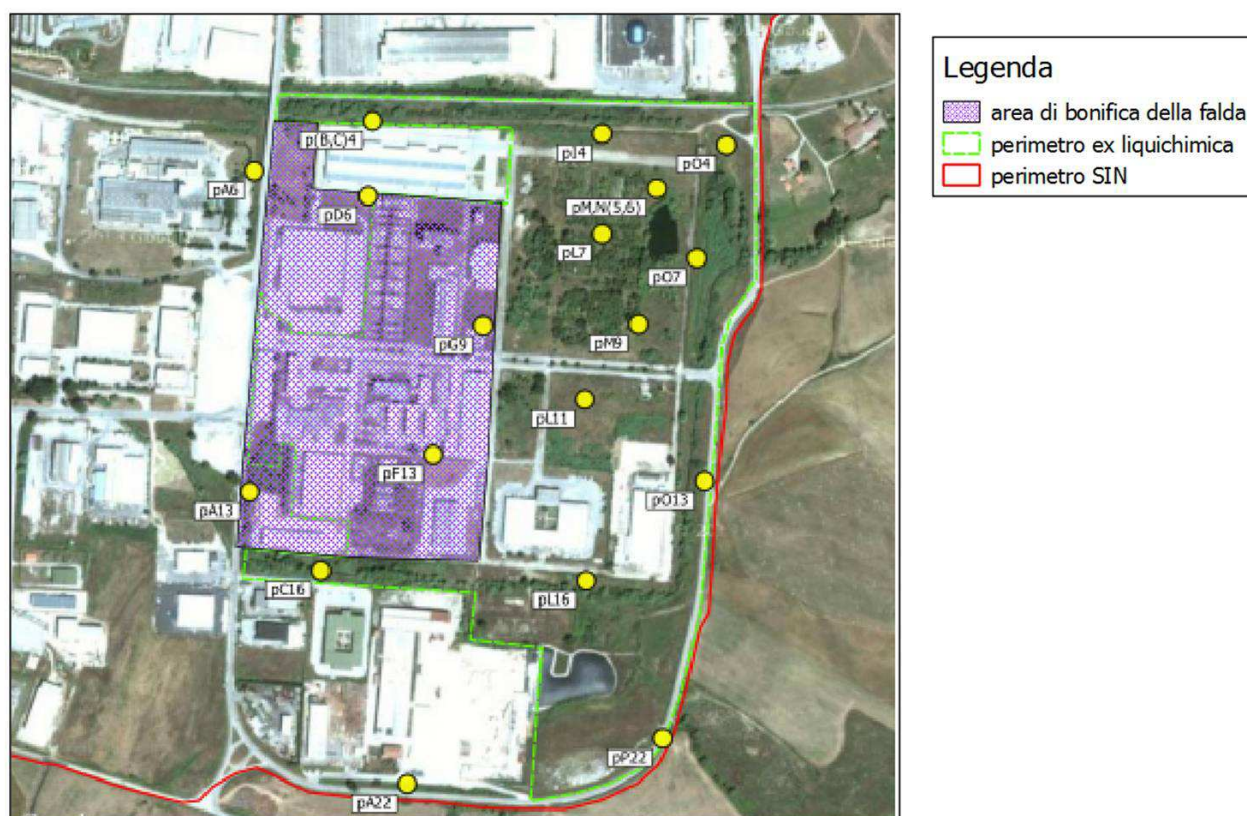 Legenda
area di bonifica della falda
perimetro ex liquichimica
perimetro SIN
p(B,C)4
pI4
pO4
pA6
pD6
pM,N(5,6)
pL7
pO7
pG9
pM9
pL11
pF13
pA13
pO13
pC16
pL16
pP22
pA22